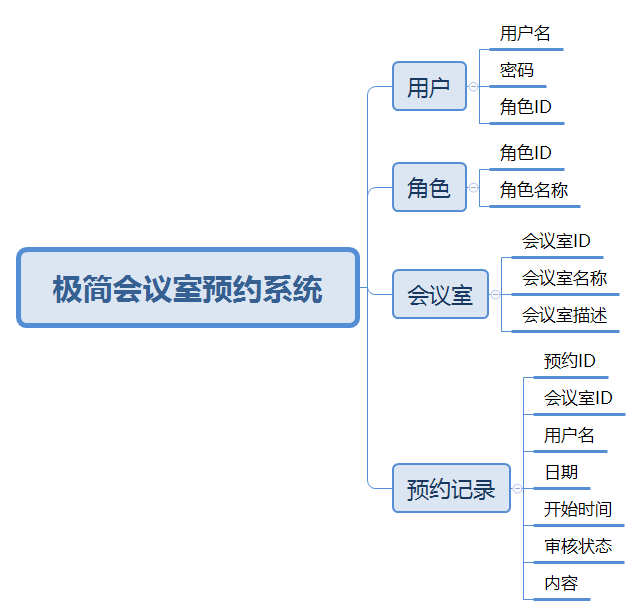 极简会议室预约系统
用户
用户名
密码
角色ID
角色
角色ID
角色名称
会议室
会议室ID
会议室名称
会议室描述
预约记录
预约ID
会议室ID
用户名
日期
开始时间
审核状态
内容